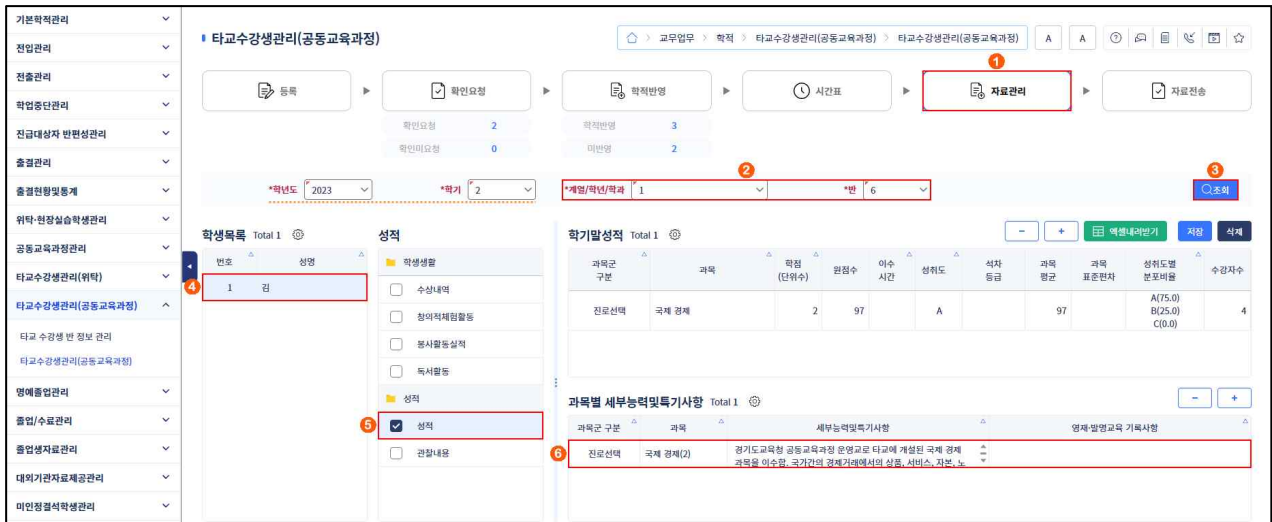 기본학적관리
전입관리
전출관리
학업중단관리
진급대상자 반편성관리
출결관리
출결현황및통계
위탁·현장실습학생관리
공동교육과정관리
타교수강생관리(위탁)
타교수강생관리(공동교육과정)
타교 수강생 반 정보 관리
타교수강생관리(공동교육과정)
명예졸업관리
졸업/수료관리
졸업생자료관리
대외기관자료제공관리
미인정결석학생관리
타교수강생관리(공동교육과정)
교무업무 > 학적 > 타교수강생관리(공동교육과정) > 타교수강생관리(공동교육과정)
A A
1
등록 ▶ 확인요청 ▶ 학적반영 ▶ 시간표 ▶ 자료관리 ▶ 자료전송
확인요청 2 학적반영 3
확인미요청 0 미반영 2
2 3
*학년도 2023 *학기 2 *계열/학년/학과 1 *반 6 조회
학생목록 Total 1
번호 성명
4 1 김
성적
학생생활
수상내역
창의적체험활동
봉사활동실적
독서활동
성적
5 성적
관찰내용
학기말성적 Total 1 - + 엑셀내려받기 저장 삭제
과목군 구분 과목 학점 (단위수) 원점수 이수 시간 성취도 석차 등급 과목 평균 과목 표준편차 성취도별 분포비율 수강자수
진로선택 국제 경제 2 97 A 97 A(75.0) B(25.0) C(0.0) 4
과목별 세부능력및특기사항 Total 1 - +
과목군 구분 과목 세부능력및특기사항 영재·발명교육 기록사항
6 진로선택 국제 경제(2) 경기도교육청 공동교육과정 운영교로 타교에 개설된 국제 경제
과목을 이수함. 국가간의 경제거래에서의 상품, 서비스, 자본, 노